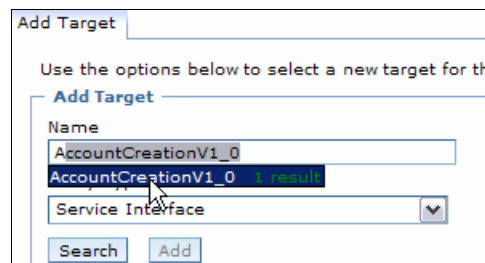 Add Target
Use the options below to select a new target for th
Add Target
Name
AccountCreationV1_0
AccountCreationV1_0 1 result
Service Interface
Search Add